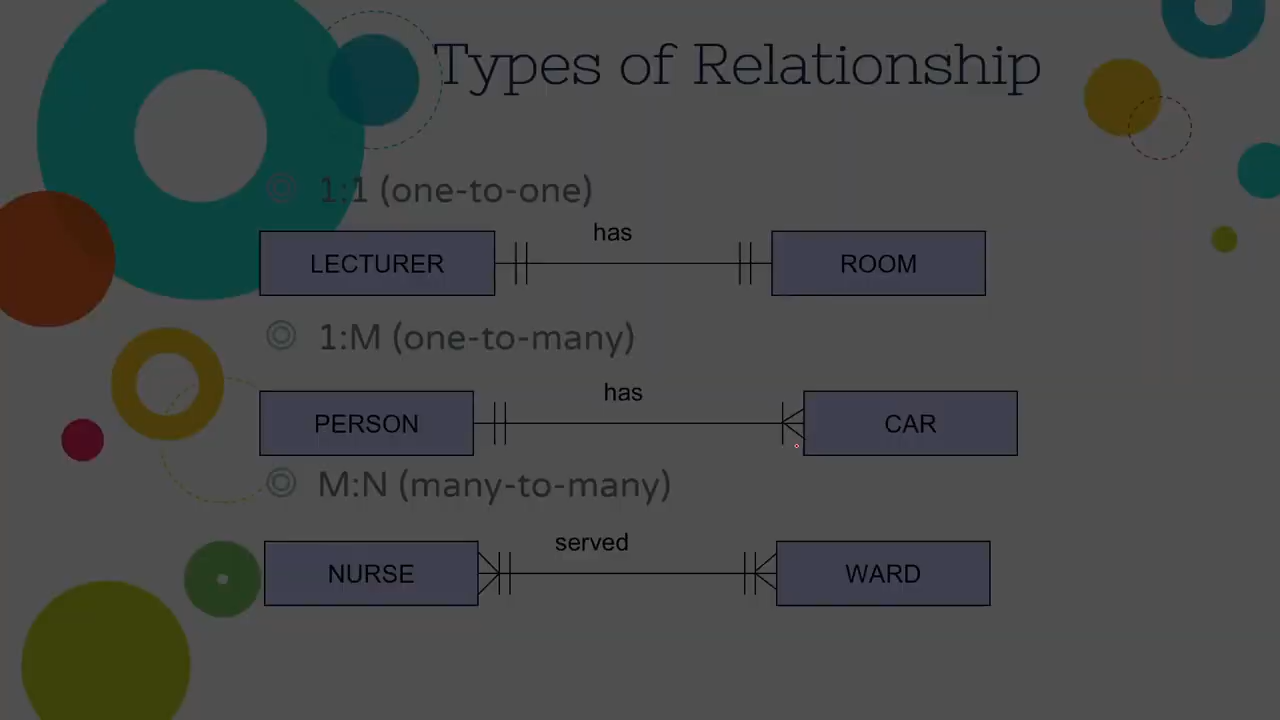 Types of Relationship
1:1 (one-to-one)
has
LECTURER
ROOM
1:M (one-to-many)
has
PERSON
CAR
M:N (many-to-many)
served
NURSE
WARD